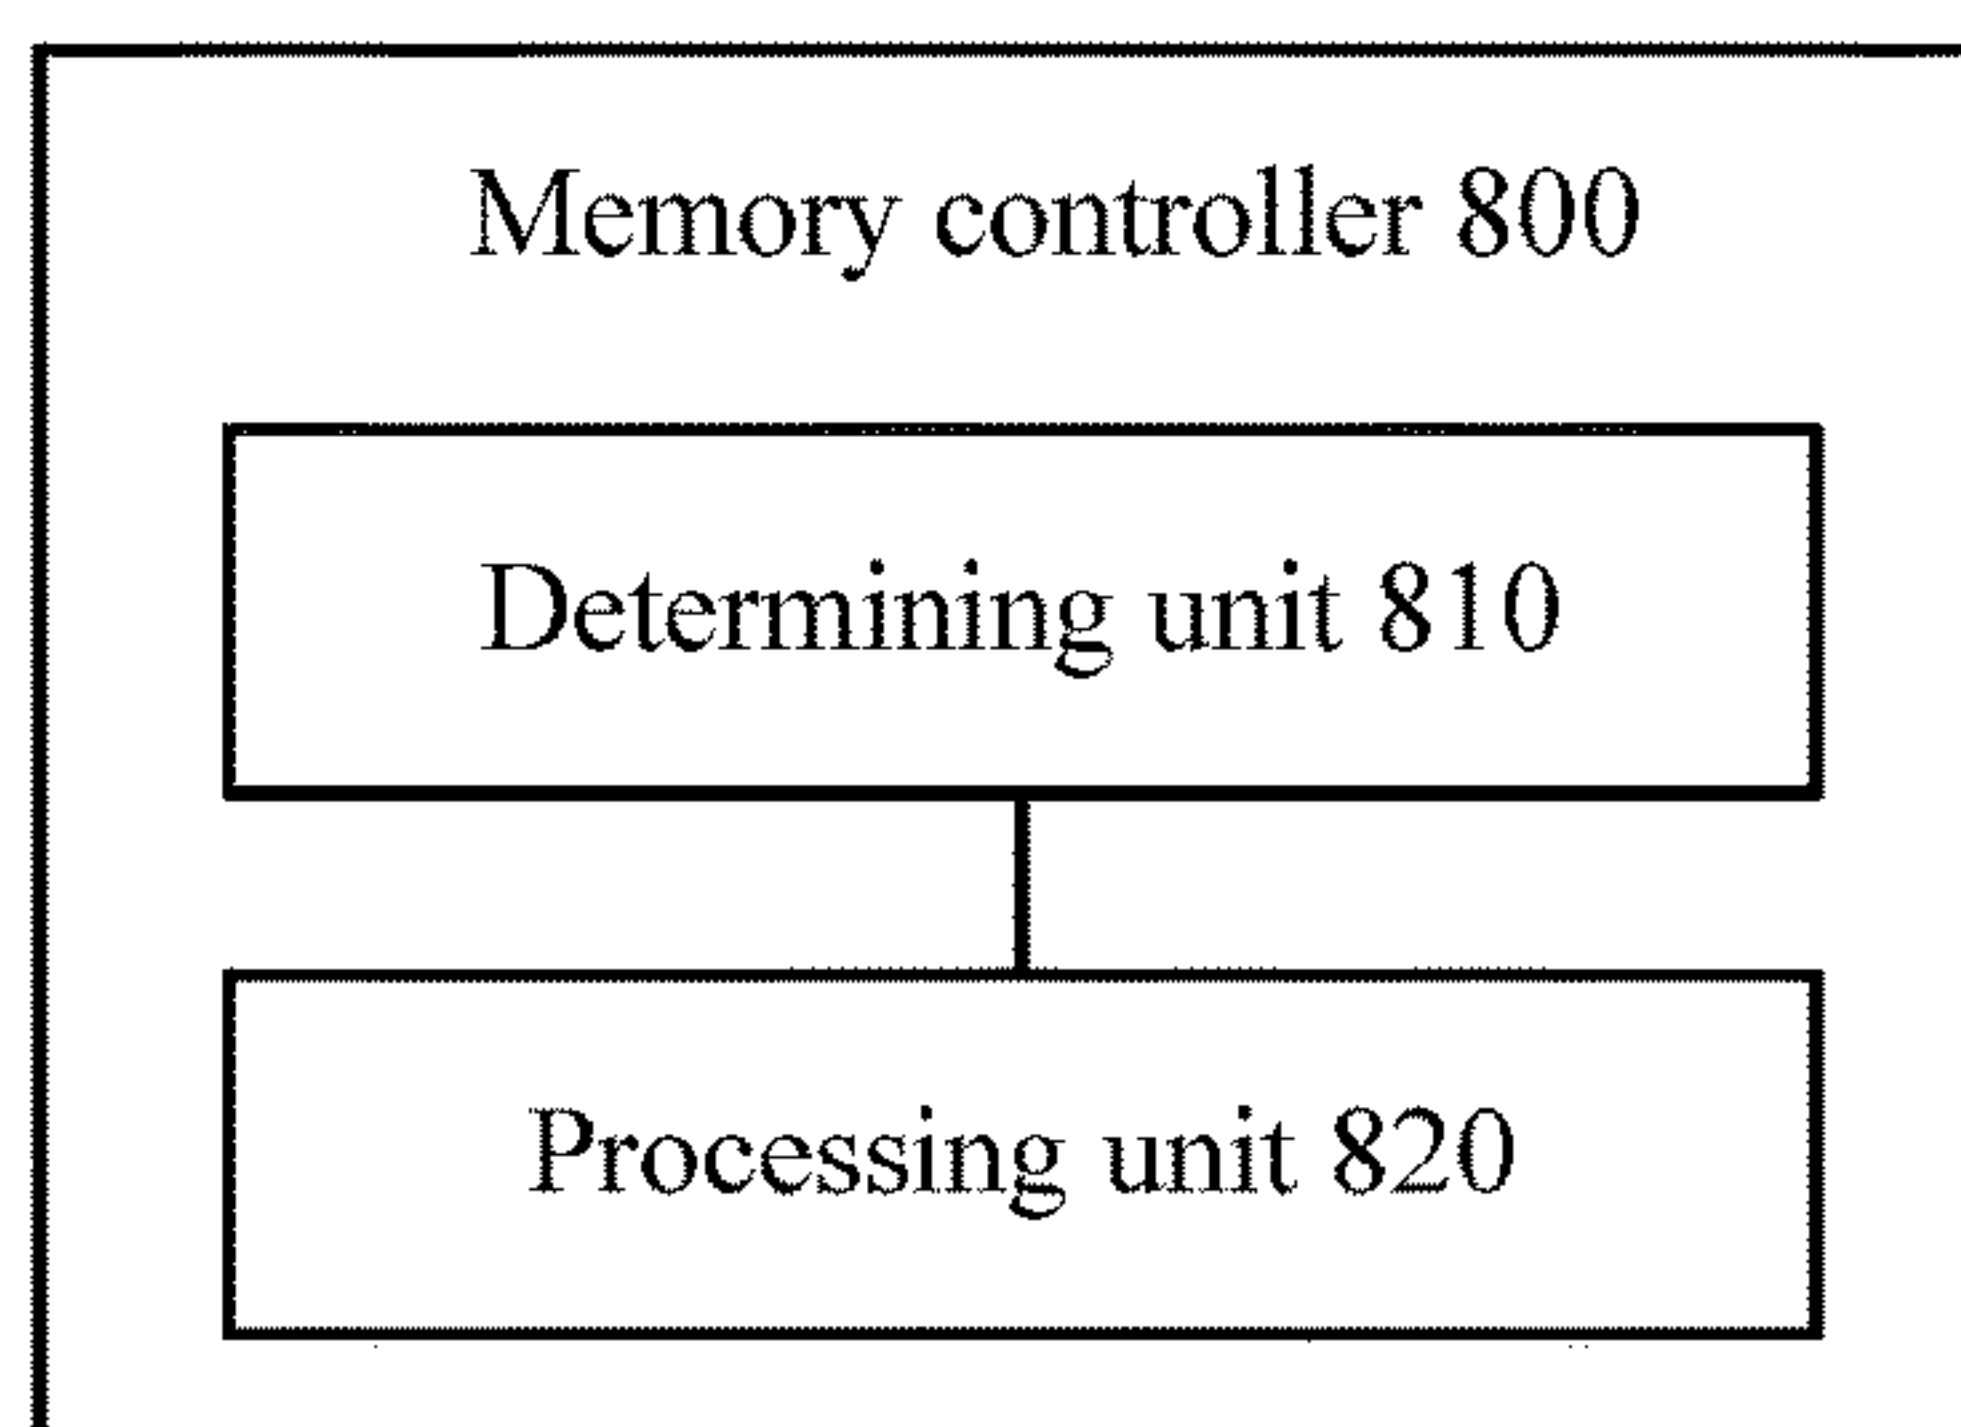 Memory controller 800
Determining unit 810
Processing unit 820